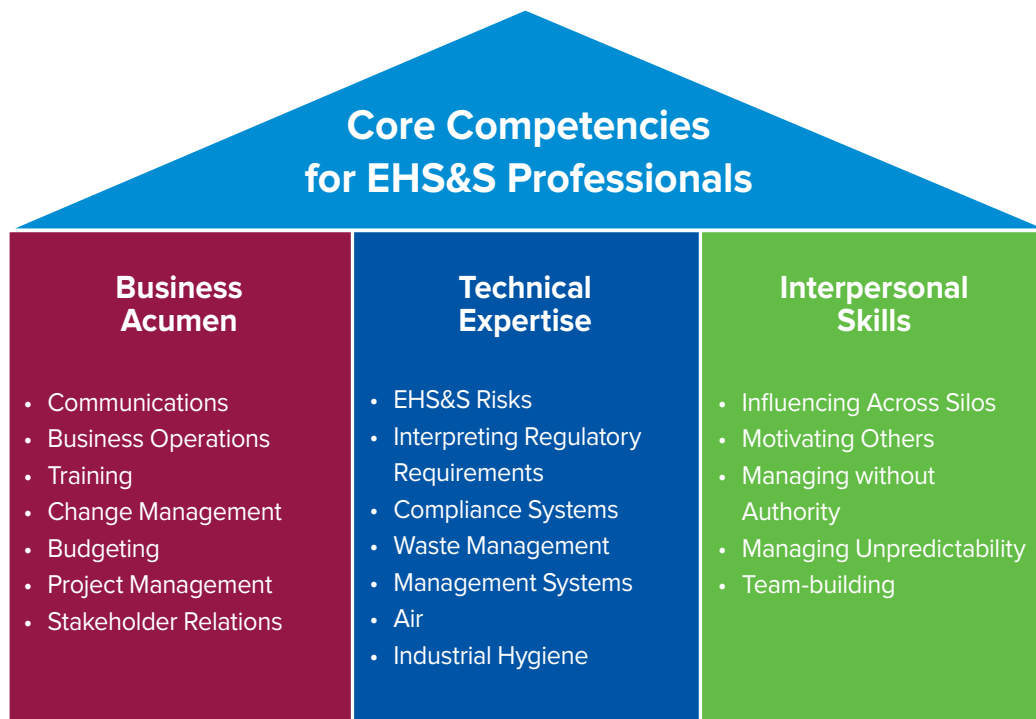 Core Competencies
for EHS&S Professionals
Business
Acumen
• Communications
• Business Operations
• Training
• Change Management
• Budgeting
• Project Management
• Stakeholder Relations
Technical
Expertise
• EHS&S Risks
• Interpreting Regulatory
Requirements
• Compliance Systems
• Waste Management
• Management Systems
• Air
• Industrial Hygiene
Interpersonal
Skills
• Influencing Across Silos
• Motivating Others
• Managing without
Authority
• Managing Unpredictability
• Team-building